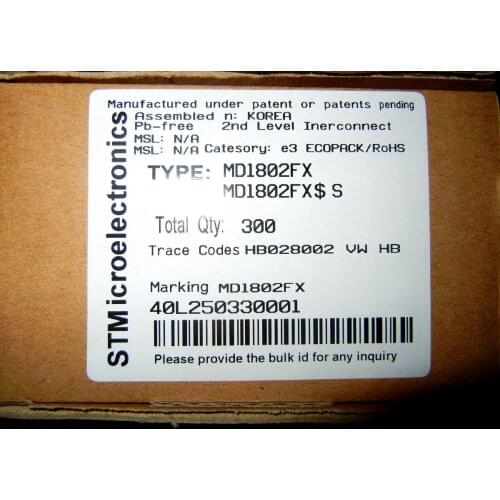 STMicroelectronics
Manufactured under patent or patents pending
Assembled n: KOREA
Pb-free 2nd Level Inerconnect
MSL: N/A
MSL: N/A Catesory: e3 ECOPACK/RoHS
TYPE: MD1802FX
MD1802FX$ S
Total Qty: 300
Trace Codes HB028002 VW HB
Marking MD1802FX
40L250330001
Please provide the bulk id for any inquiry